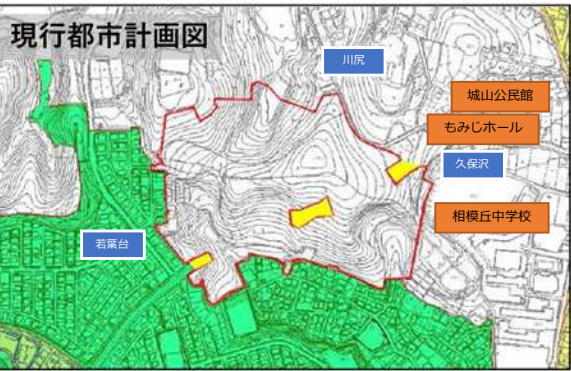 現行都市計画図
川尻
城山公民館
もみじホール
久保沢
相模丘中学校
若葉台